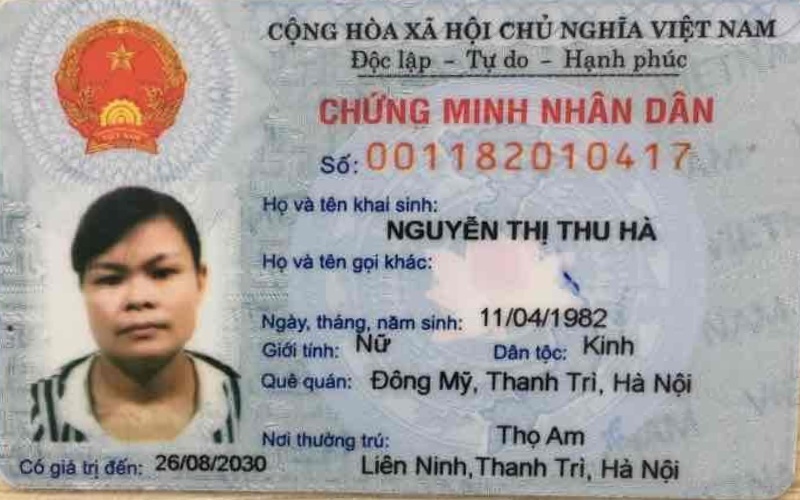 CỘNG HÒA XÃ HỘI CHỦ NGHĨA VIỆT NAM
Độc lập - Tự do - Hạnh phúc
CHỨNG MINH NHÂN DÂN
Số: 001182010417
Họ và tên khai sinh:
NGUYỄN THỊ THU HÀ
Họ và tên gọi khác:
Ngày, tháng, năm sinh: 11/04/1982
Giới tính: Nữ Dân tộc: Kinh
Quê quán: Đông Mỹ, Thanh Trì, Hà Nội
Nơi thường trú: Thọ Am
Liên Ninh,Thanh Trì, Hà Nội
Có giá trị đến: 26/08/2030